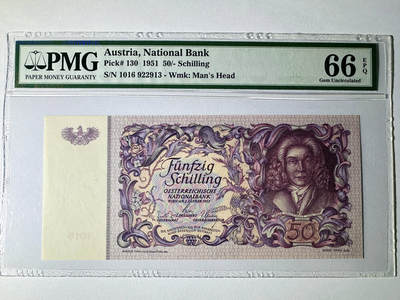 PMG
PAPER MONEY GUARANTY
Austria, National Bank
Pick# 130 1951 50/- Schilling
S/N 1016 922913 - Wmk: Man's Head
66 EPQ
Gem Uncirculated
Fünfzig
Schilling
OESTERREICHISCHE
NATIONALBANK
50